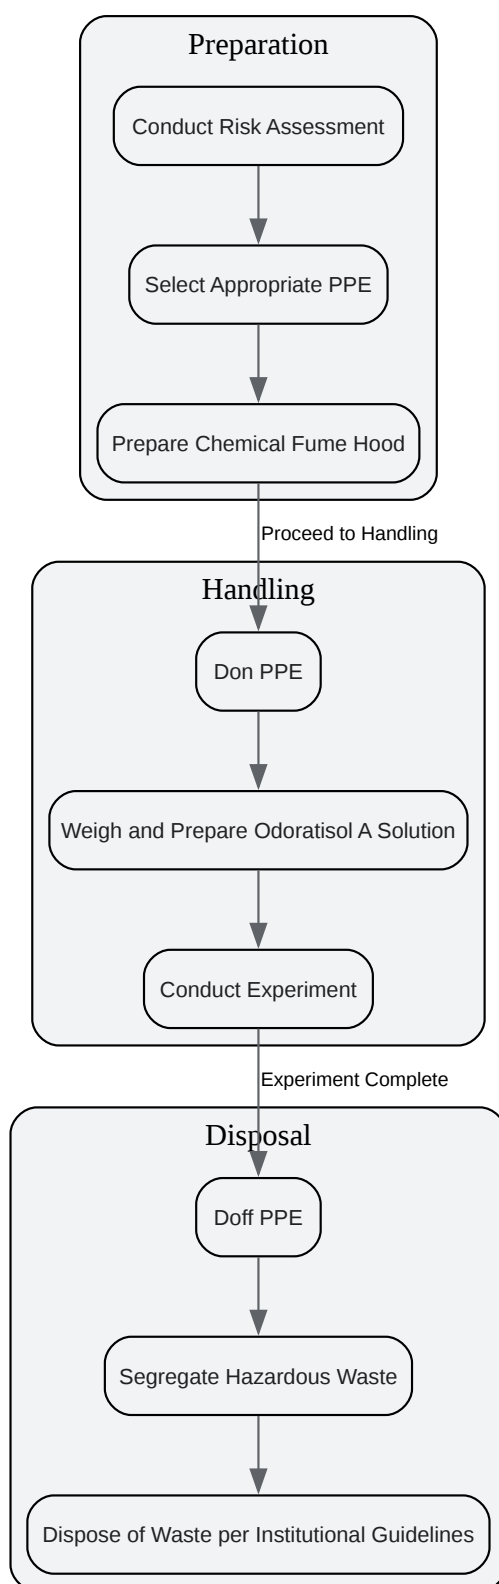 Preparation
Conduct Risk Assessment
Select Appropriate PPE
Prepare Chemical Fume Hood
Proceed to Handling
Handling
Don PPE
Weigh and Prepare Odoratisol A Solution
Conduct Experiment
Experiment Complete
Disposal
Doff PPE
Segregate Hazardous Waste
Dispose of Waste per Institutional Guidelines